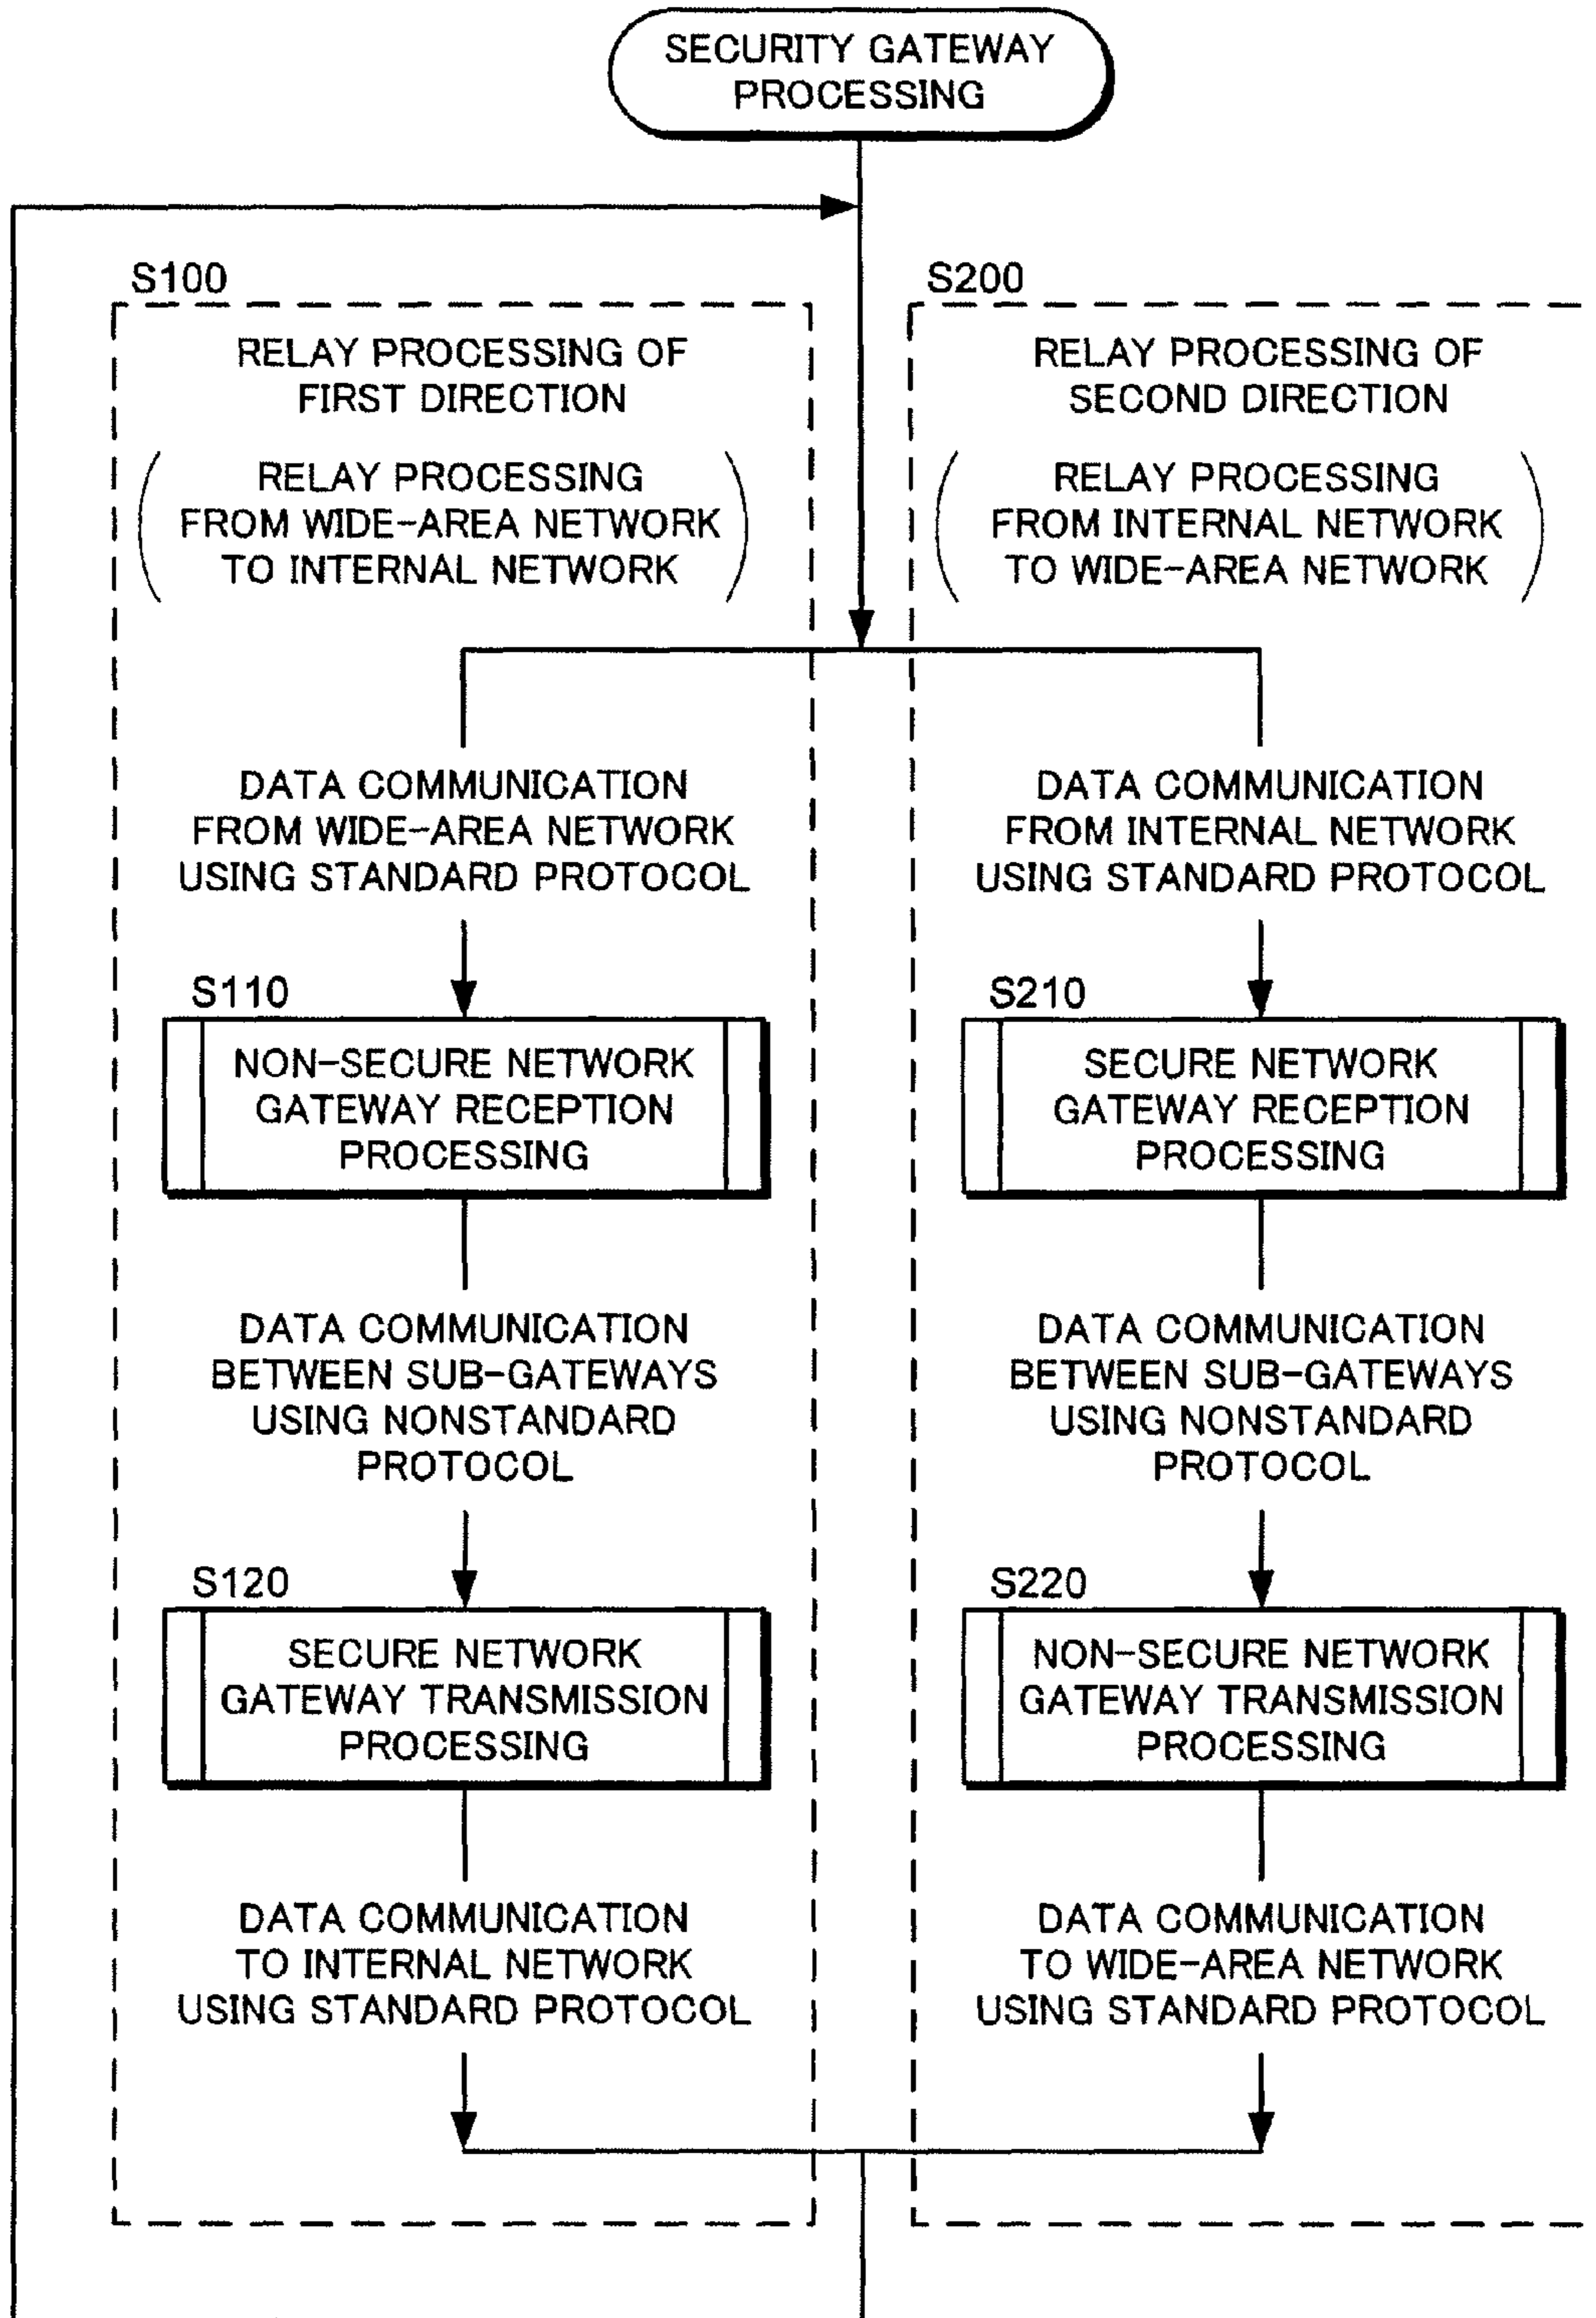 SECURITY GATEWAY
PROCESSING
S100
RELAY PROCESSING OF
FIRST DIRECTION
RELAY PROCESSING
FROM WIDE-AREA NETWORK
TO INTERNAL NETWORK
DATA COMMUNICATION
FROM WIDE-AREA NETWORK
USING STANDARD PROTOCOL
S110
NON-SECURE NETWORK
GATEWAY RECEPTION
PROCESSING
DATA COMMUNICATION
BETWEEN SUB-GATEWAYS
USING NONSTANDARD
PROTOCOL
S120
SECURE NETWORK
GATEWAY TRANSMISSION
PROCESSING
DATA COMMUNICATION
TO INTERNAL NETWORK
USING STANDARD PROTOCOL
S200
RELAY PROCESSING OF
SECOND DIRECTION
RELAY PROCESSING
FROM INTERNAL NETWORK
TO WIDE-AREA NETWORK
DATA COMMUNICATION
FROM INTERNAL NETWORK
USING STANDARD PROTOCOL
S210
SECURE NETWORK
GATEWAY RECEPTION
PROCESSING
DATA COMMUNICATION
BETWEEN SUB-GATEWAYS
USING NONSTANDARD
PROTOCOL
S220
NON-SECURE NETWORK
GATEWAY TRANSMISSION
PROCESSING
DATA COMMUNICATION
TO WIDE-AREA NETWORK
USING STANDARD PROTOCOL